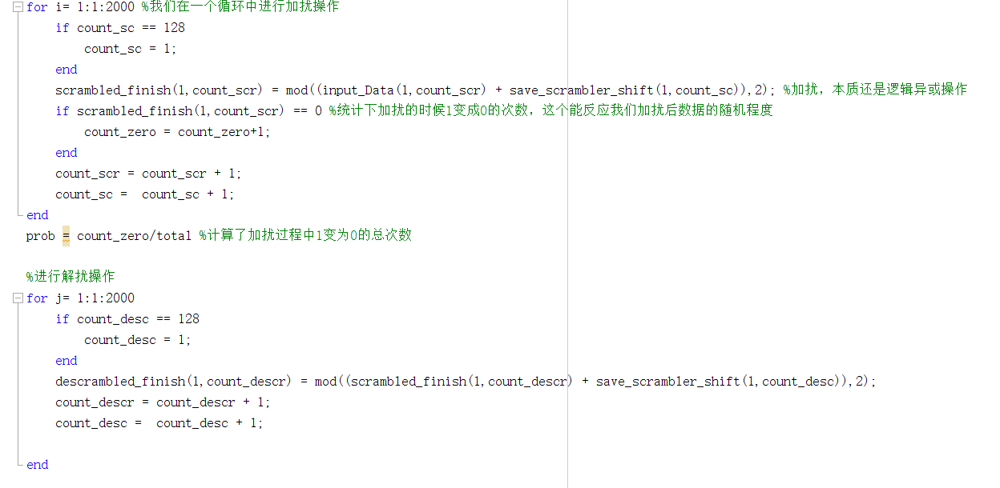 for i= 1:1:2000 %我们在一个循环中进行加扰操作
if count_sc == 128
count_sc = 1;
end
scrambled_finish(1,count_scr) = mod((input_Data(1,count_scr) + save_scrambler_shift(1,count_sc)),2); %加扰，本质还是逻辑异或操作
if scrambled_finish(1,count_scr) == 0 %统计下加扰的时候1变成0的次数，这个能反应我们加扰后数据的随机程度
count_zero = count_zero+1;
end
count_scr = count_scr + 1;
count_sc =  count_sc + 1;
end
prob = count_zero/total %计算了加扰过程中1变为0的总次数
%进行解扰操作
for j= 1:1:2000
if count_desc == 128
count_desc = 1;
end
descrambled_finish(1,count_descr) = mod((scrambled_finish(1,count_descr) + save_scrambler_shift(1,count_desc)),2);
count_descr = count_descr + 1;
count_desc =  count_desc + 1;
end